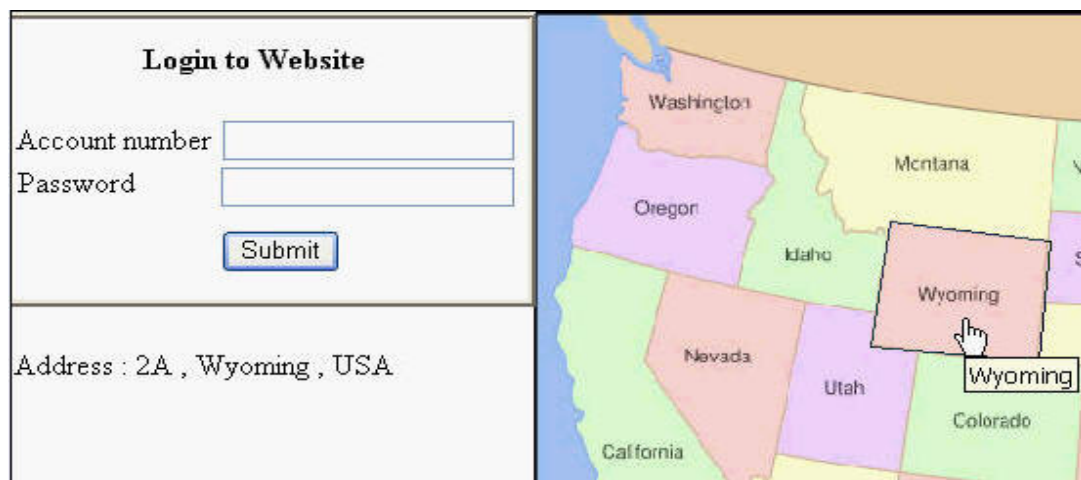 Login to Website
Account number
Password
Submit
Address : 2A , Wyoming , USA
Washington
Montana
Oregon
Idaho
Wyoming
Wyoming
Nevada
Utah
Colorado
California